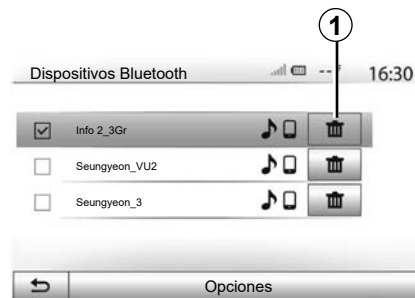 1
Dispositivos Bluetooth -- ° 16:30
Info 2_3Gr
Seungyeon_VU2
Seungyeon_3
Opciones